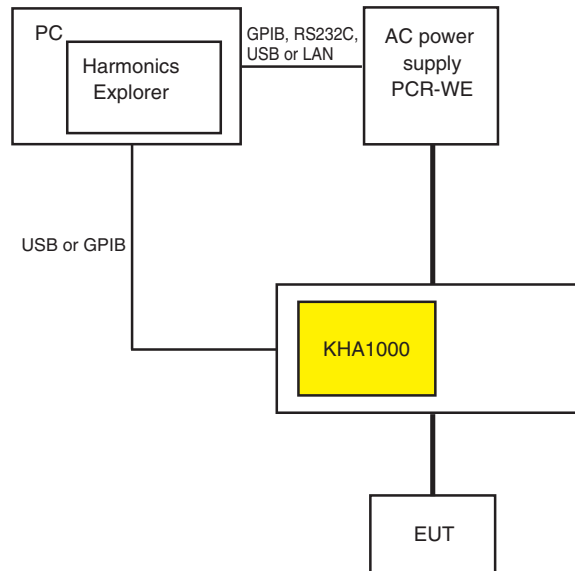 PC
Harmonics
Explorer
GPIB, RS232C,
USB or LAN
AC power
supply
PCR-WE
USB or GPIB
KHA1000
EUT